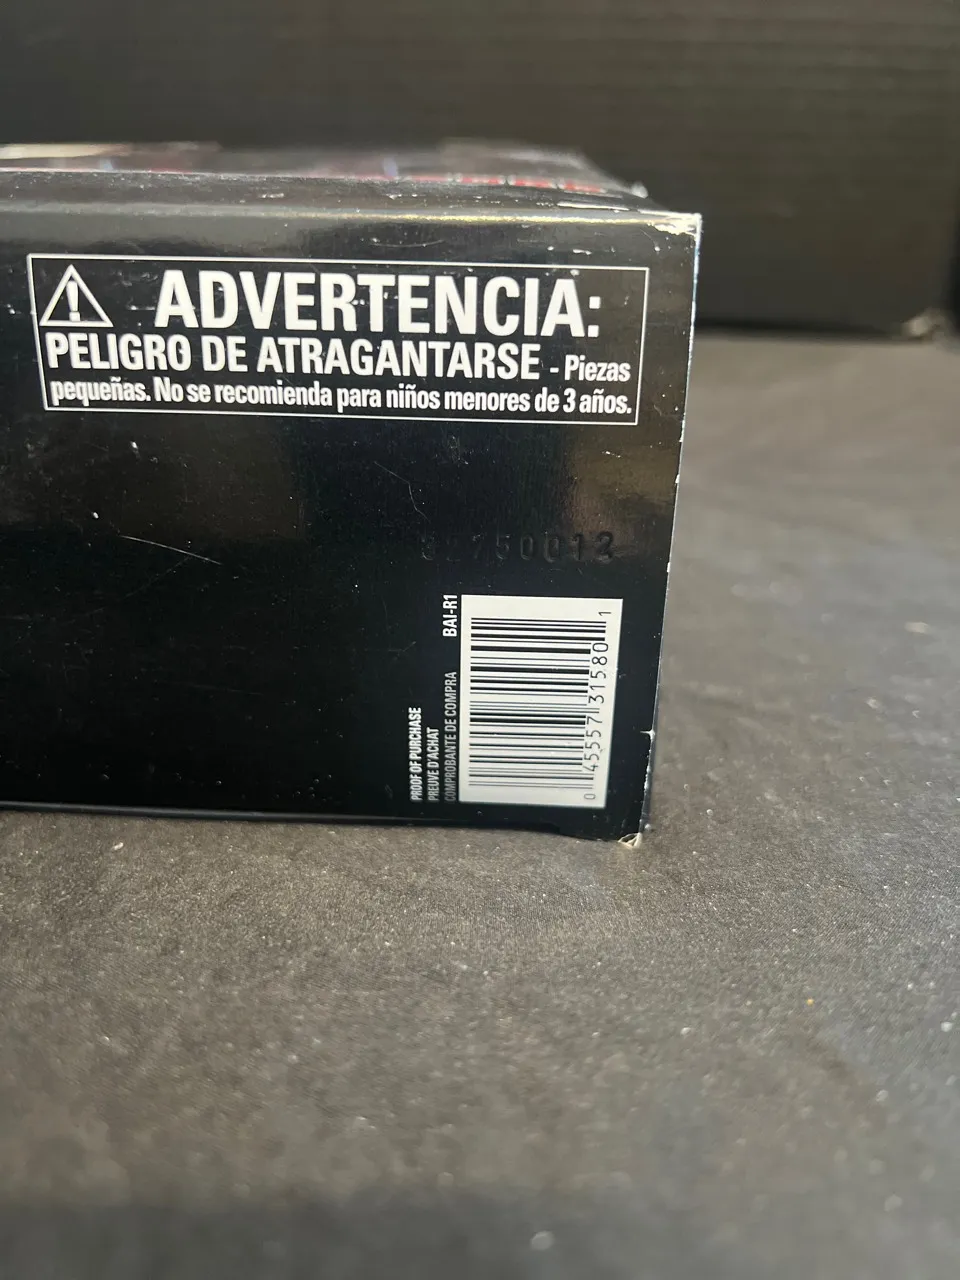 ADVERTENCIA:
PELIGRO DE ATRAGANTARSE - Piezas
pequeñas. No se recomienda para niños menores de 3 años.
PROOF OF PURCHASE
PREUVE D'ACHAT
COMPROBANTE DE COMPRA
BAI-R1
0 45557 31580 1